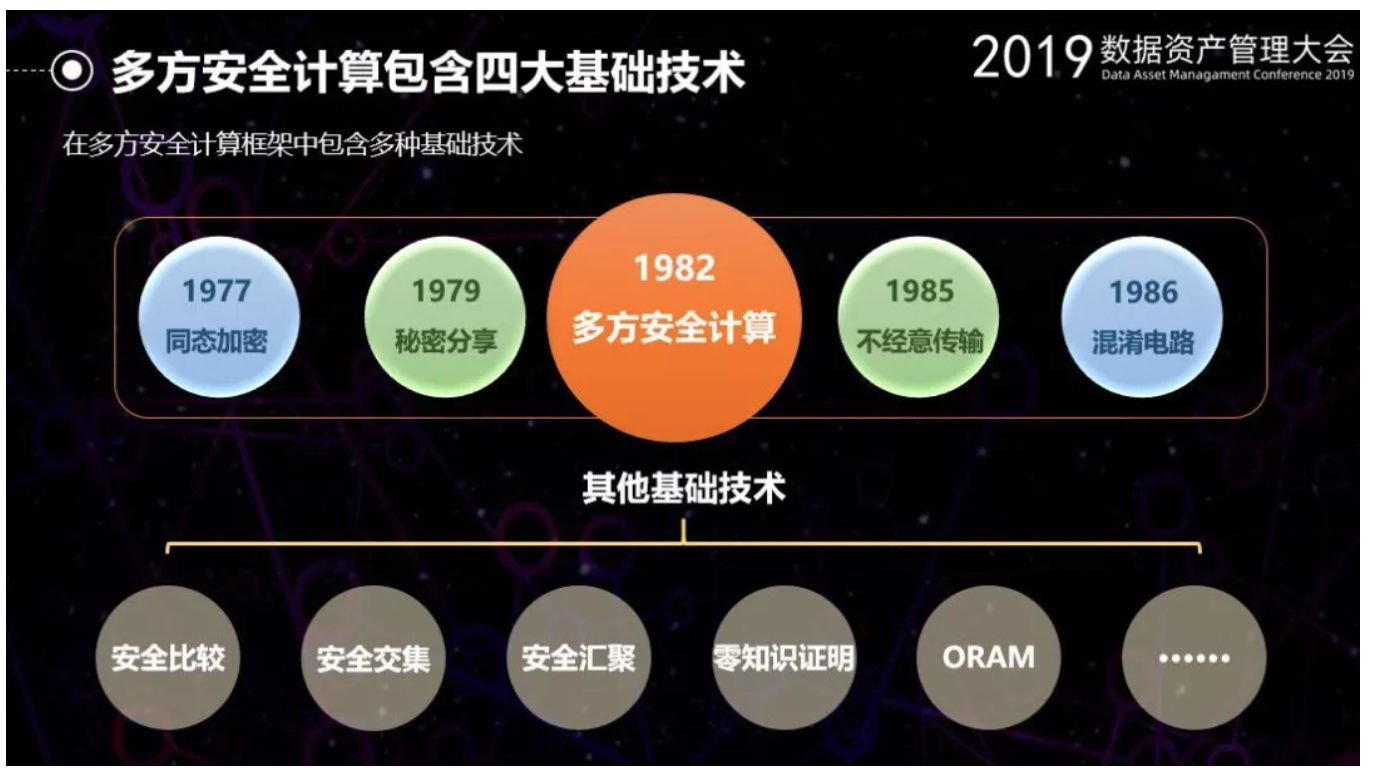 多方安全计算包含四大基础技术
2019 数据资产管理大会
Data Asset Managament Conference 2019
在多方安全计算框架中包含多种基础技术
1977
同态加密
1979
秘密分享
1982
多方安全计算
1985
不经意传输
1986
混淆电路
其他基础技术
安全比较
安全交集
安全汇聚
零知识证明
ORAM
······